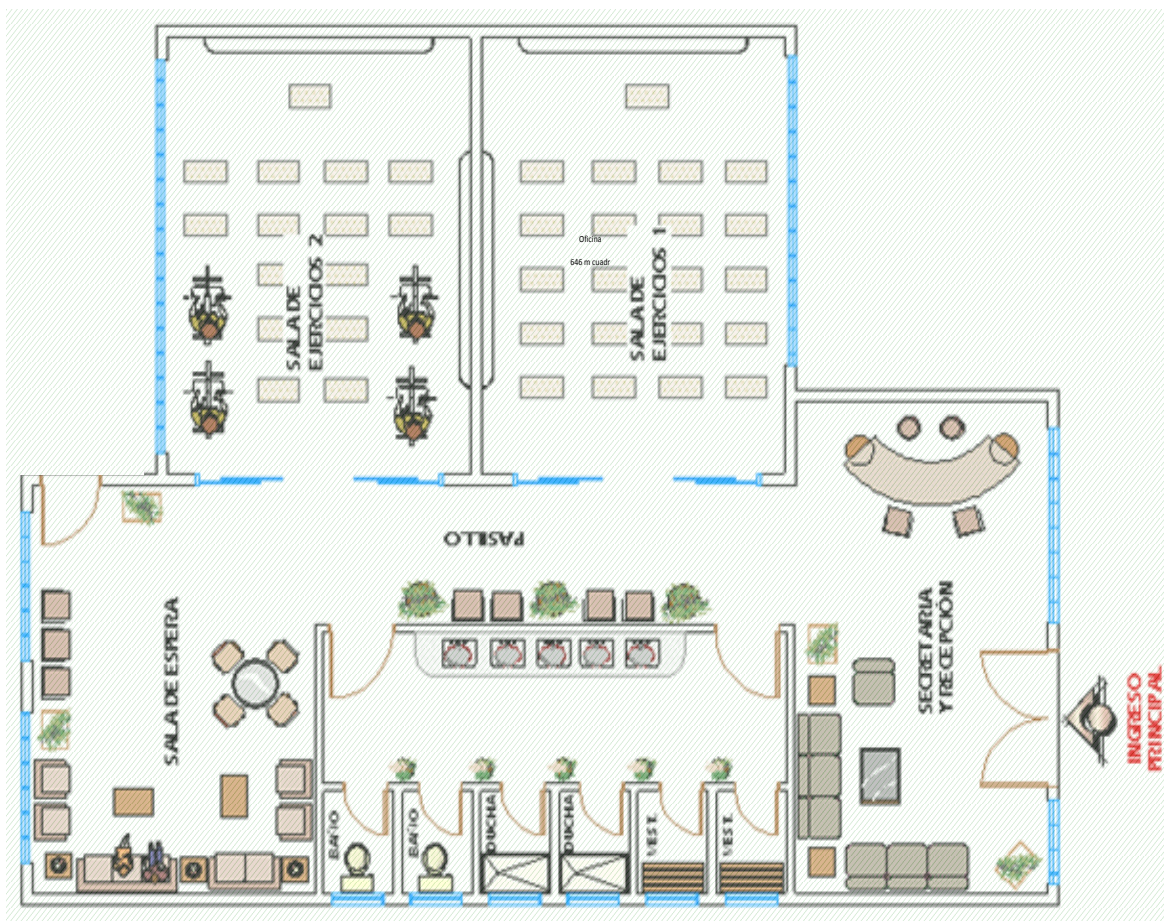 SALA DE
EJERCICIOS 2
Oficina
646 m cuadr
SALA DE
EJERCICIOS 1
PASILLO
SALA DE ESPERA
SECRETARIA
Y RECEPCIÓN
INGRESO
PRINCIPAL
BAÑO
BAÑO
DUCHA
DUCHA
VEST.
VEST.